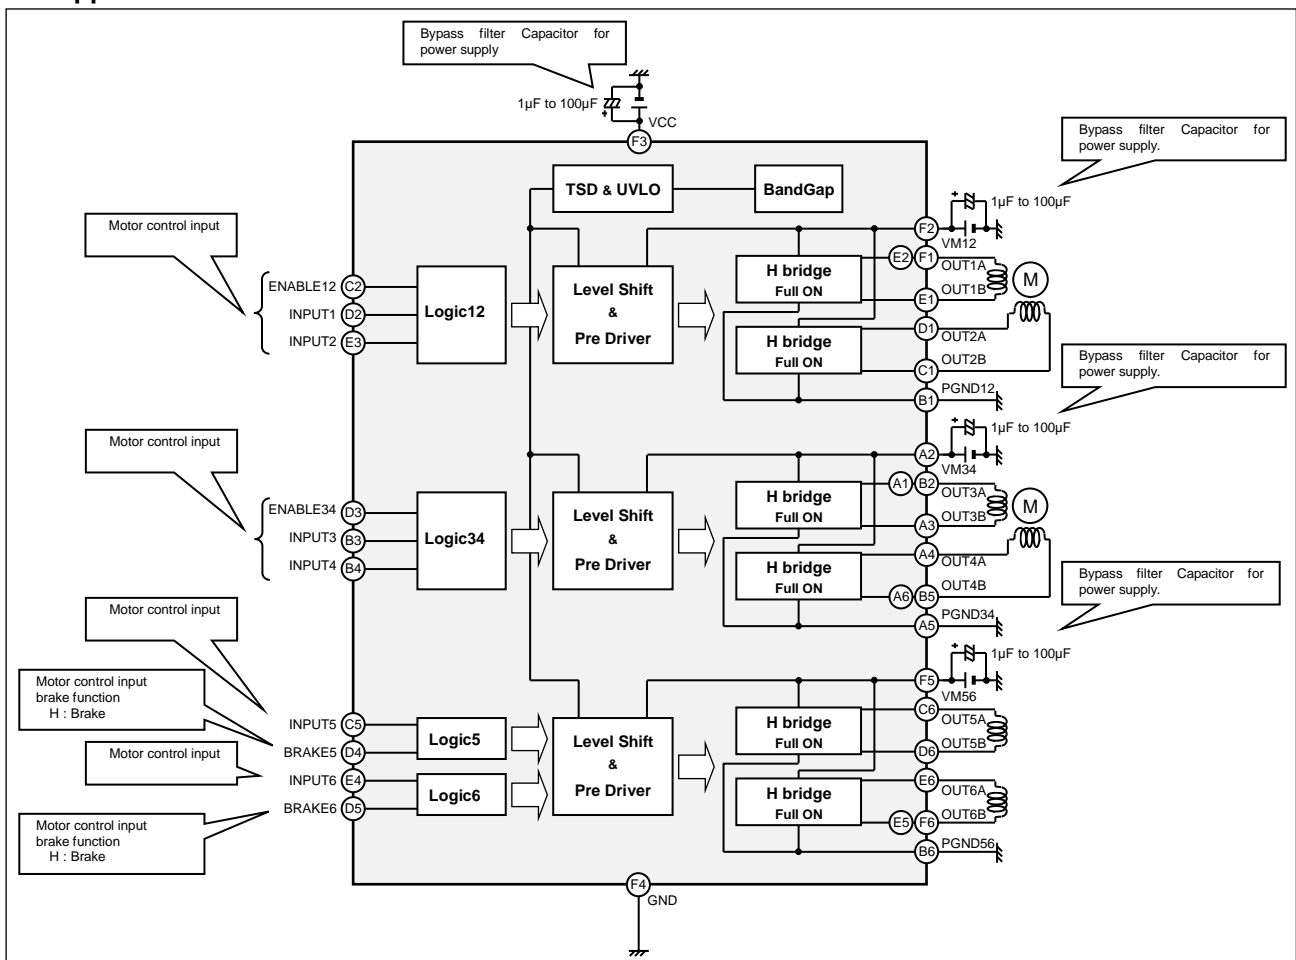 Bypass filter Capacitor for
power supply
1μF to 100μF
VCC
F3
Bypass filter Capacitor for
power supply.
TSD & UVLO
BandGap
1μF to 100μF
F2
VM12
Motor control input
E2
F1
OUT1A
M
H bridge
Full ON
OUT1B
E1
ENABLE12
C2
INPUT1
D2
INPUT2
E3
Logic12
Level Shift
&
Pre Driver
D1
OUT2A
H bridge
Full ON
OUT2B
C1
PGND12
B1
Bypass filter Capacitor for
power supply.
1μF to 100μF
A2
VM34
Motor control input
A1
B2
OUT3A
M
H bridge
Full ON
OUT3B
A3
ENABLE34
D3
INPUT3
B3
INPUT4
B4
Logic34
Level Shift
&
Pre Driver
A4
OUT4A
H bridge
Full ON
OUT4B
A6
B5
PGND34
A5
Bypass filter Capacitor for
power supply.
1μF to 100μF
F5
VM56
Motor control input
Motor control input
brake function
H : Brake
Motor control input
Motor control input
brake function
H : Brake
INPUT5
C5
BRAKE5
D4
INPUT6
E4
BRAKE6
D5
Logic5
Logic6
Level Shift
&
Pre Driver
C6
OUT5A
H bridge
Full ON
OUT5B
D6
E6
OUT6A
H bridge
Full ON
OUT6B
E5
F6
PGND56
B6
F4
GND